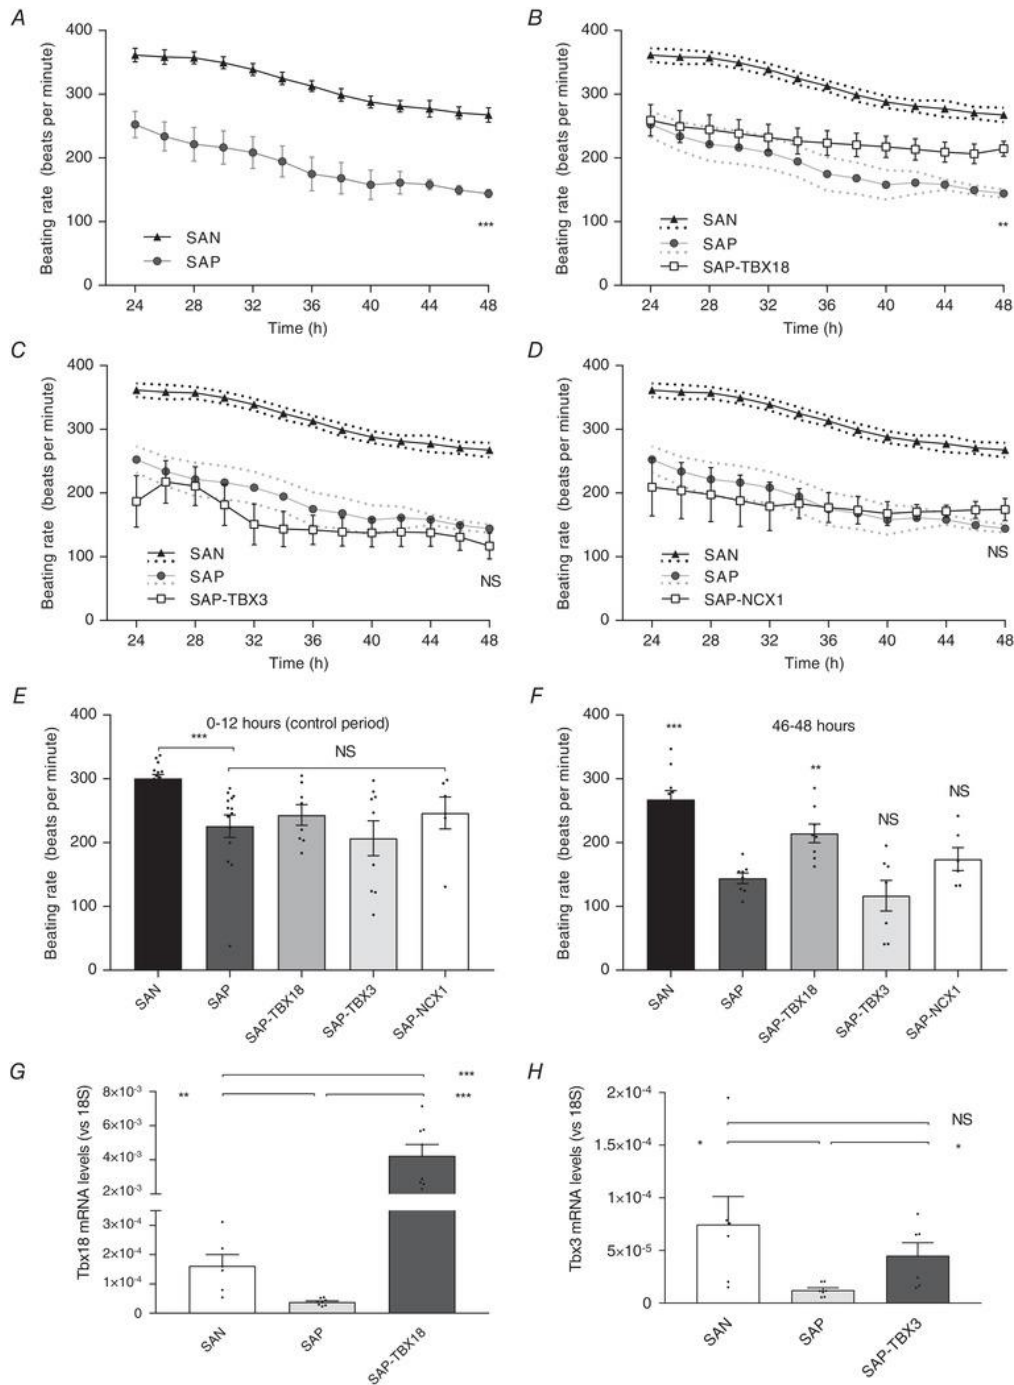 A
Beating rate (beats per minute)
400
300
200
100
0
***
SAN
SAP
24 28 32 36 40 44 48
Time (h)
B
Beating rate (beats per minute)
400
300
200
100
0
**
SAN
SAP
SAP-TBX18
24 28 32 36 40 44 48
Time (h)
C
Beating rate (beats per minute)
400
300
200
100
0
NS
SAN
SAP
SAP-TBX3
24 28 32 36 40 44 48
Time (h)
D
Beating rate (beats per minute)
400
300
200
100
0
NS
SAN
SAP
SAP-NCX1
24 28 32 36 40 44 48
Time (h)
E
Beating rate (beats per minute)
400
300
200
100
0
0-12 hours (control period)
***
NS
SAN
SAP
SAP-TBX18
SAP-TBX3
SAP-NCX1
F
Beating rate (beats per minute)
400
300
200
100
0
46-48 hours
***
**
NS
NS
SAN
SAP
SAP-TBX18
SAP-TBX3
SAP-NCX1
G
Tbx18 mRNA levels (vs 18S)
8×10⁻³
6×10⁻³
4×10⁻³
2×10⁻³
3×10⁻⁴
2×10⁻⁴
1×10⁻⁴
0
***
**
***
SAN
SAP
SAP-TBX18
H
Tbx3 mRNA levels (vs 18S)
2×10⁻⁴
1.5×10⁻⁴
1×10⁻⁴
5×10⁻⁵
0
NS
*
*
SAN
SAP
SAP-TBX3